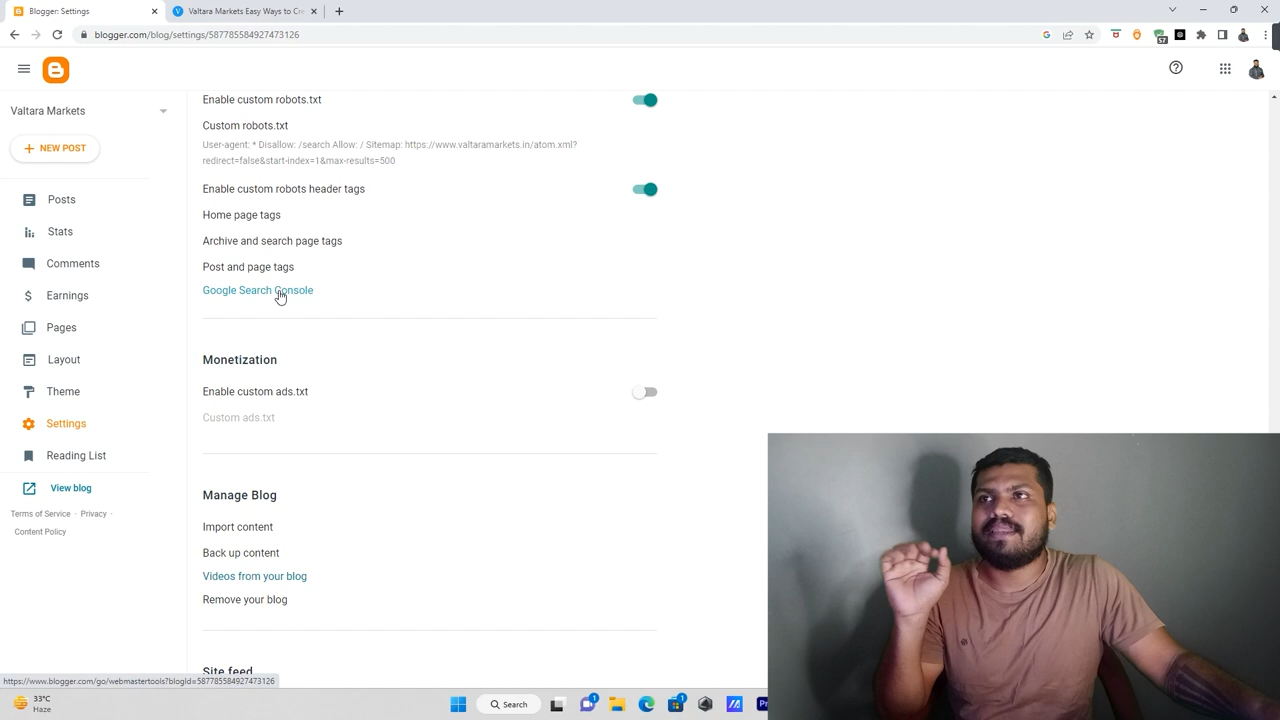 Blogger: Settings
Valtara Markets Easy Ways to Cre
blogger.com/blog/settings/587785584927473126
57
Valtara Markets
NEW POST
Posts
Stats
Comments
Earnings
Pages
Layout
Theme
Settings
Reading List
View blog
Terms of Service · Privacy ·
Content Policy
Enable custom robots.txt
Custom robots.txt
User-agent: * Disallow: /search Allow: / Sitemap: https://www.valtaramarkets.in/atom.xml?
redirect=false&start-index=1&max-results=500
Enable custom robots header tags
Home page tags
Archive and search page tags
Post and page tags
Google Search Console
Monetization
Enable custom ads.txt
Custom ads.txt
Manage Blog
Import content
Back up content
Videos from your blog
Remove your blog
Site feed
https://www.blogger.com/go/webmastertools?blogId=587785584927473126
33°C
Haze
Search
1
1
Pr